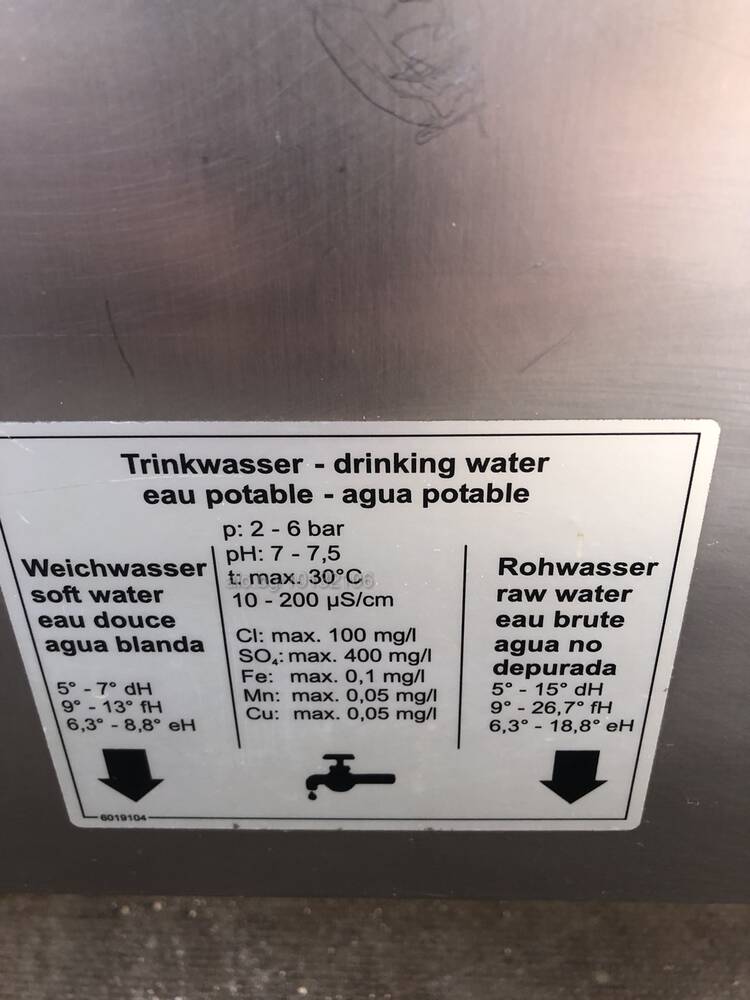 Trinkwasser - drinking water
eau potable - agua potable
p: 2 - 6 bar
pH: 7 - 7,5
t: max. 30°C
10 - 200 µS/cm
Cl: max. 100 mg/l
SO₄: max. 400 mg/l
Fe: max. 0,1 mg/l
Mn: max. 0,05 mg/l
Cu: max. 0,05 mg/l
Weichwasser
soft water
eau douce
agua blanda
5° - 7° dH
9° - 13° fH
6,3° - 8,8° eH
Rohwasser
raw water
eau brute
agua no
depurada
5° - 15° dH
9° - 26,7° fH
6,3° - 18,8° eH
6019104